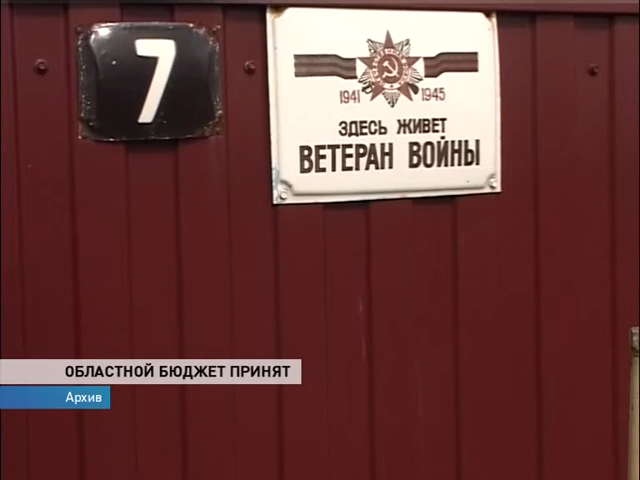 7
1941 1945
ЗДЕСЬ ЖИВЕТ
ВЕТЕРАН ВОЙНЫ
ОБЛАСТНОЙ БЮДЖЕТ ПРИНЯТ
Архив